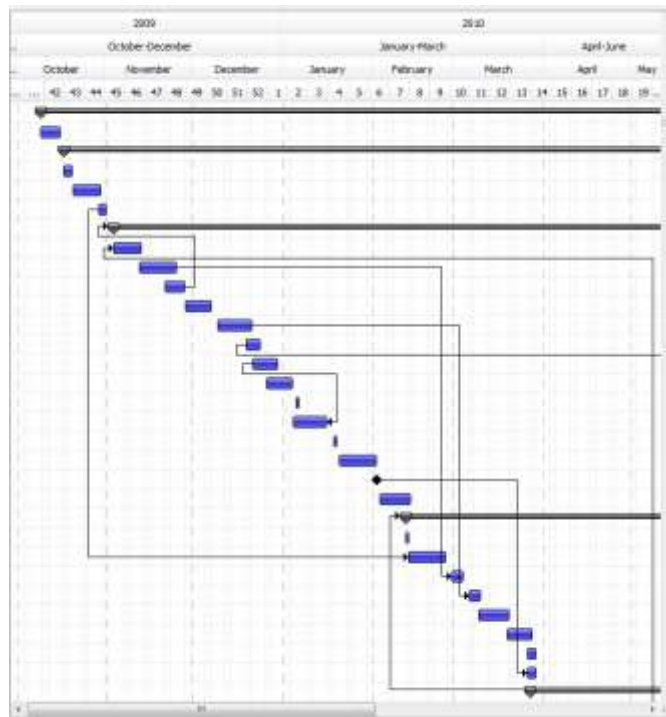 2009 2010
... October-December January-March April-June
... October November December January February March April May
... ... 42 43 44 45 46 47 48 49 50 51 52 1 2 3 4 5 6 7 8 9 10 11 12 13 14 15 16 17 18 19 ...